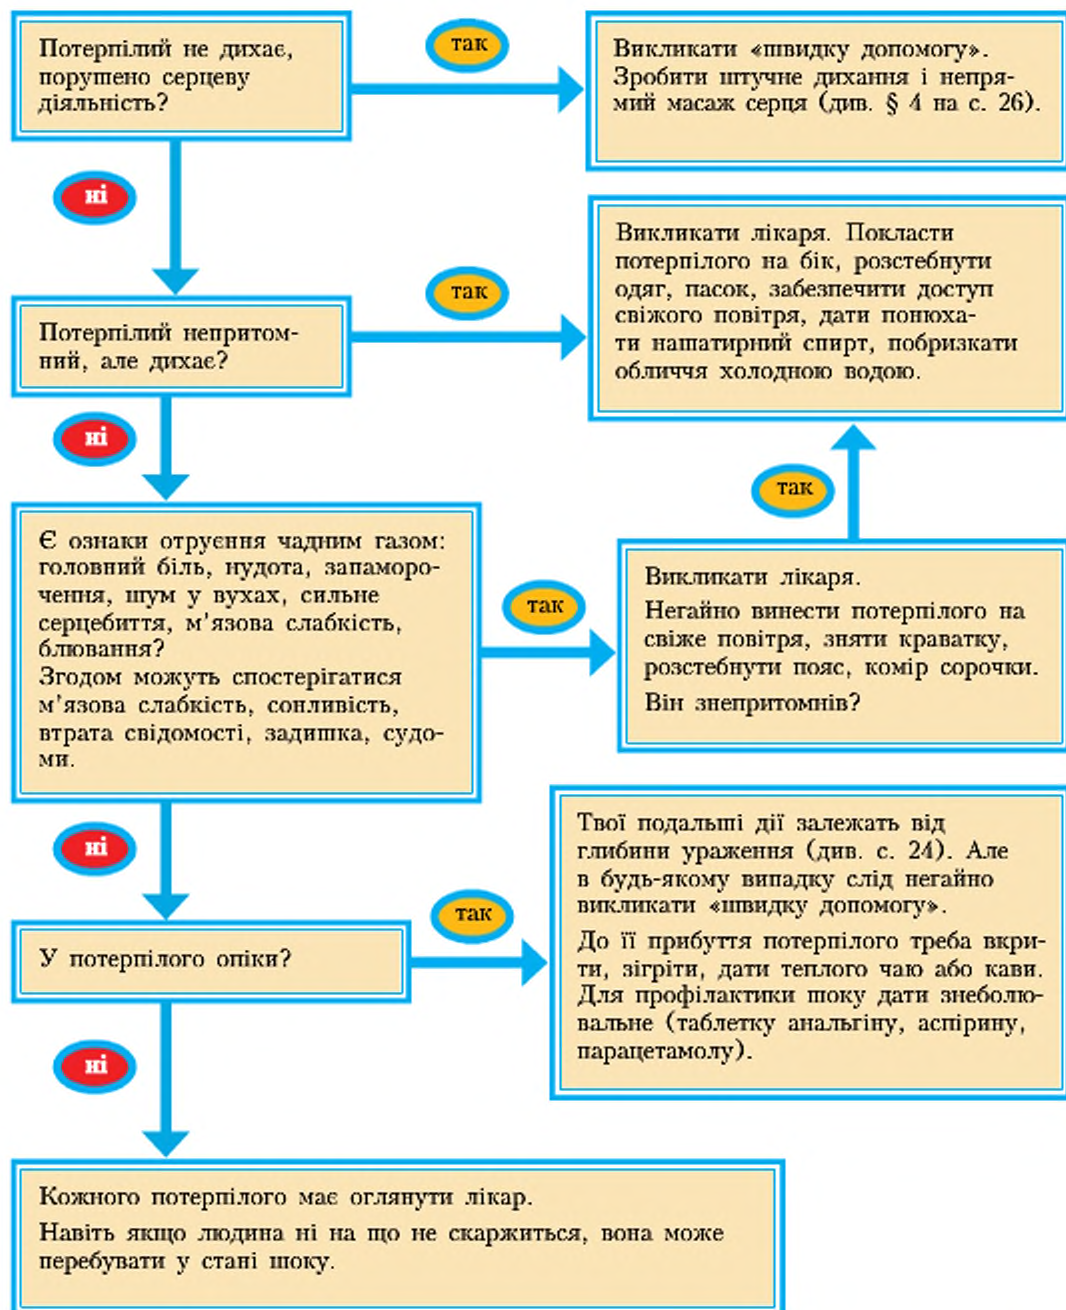 Потерпілий не дихає,
порушено серцеву
діяльність?
так
Викликати «швидку допомогу».
Зробити штучне дихання і непря-
мий масаж серця (див. § 4 на с. 26).
ні
Потерпілий непритом-
ний, але дихає?
так
Викликати лікаря. Покласти
потерпілого на бік, розстебнути
одяг, пасок, забезпечити доступ
свіжого повітря, дати понюха-
ти нашатирний спирт, побризкати
обличчя холодною водою.
ні
Є ознаки отруєння чадним газом:
головний біль, нудота, запаморо-
чення, шум у вухах, сильне
серцебиття, м’язова слабкість,
блювання?
Згодом можуть спостерігатися
м’язова слабкість, сонливість,
втрата свідомості, задишка, судо-
ми.
так
Викликати лікаря.
Негайно винести потерпілого на
свіже повітря, зняти краватку,
розстебнути пояс, комір сорочки.
Він знепритомнів?
так
ні
У потерпілого опіки?
так
Твої подальші дії залежать від
глибини ураження (див. с. 24). Але
в будь-якому випадку слід негайно
викликати «швидку допомогу».
До її прибуття потерпілого треба вкри-
ти, зігріти, дати теплого чаю або кави.
Для профілактики шоку дати знеболю-
вальне (таблетку анальгіну, аспірину,
парацетамолу).
ні
Кожного потерпілого має оглянути лікар.
Навіть якщо людина ні на що не скаржиться, вона може
перебувати у стані шоку.